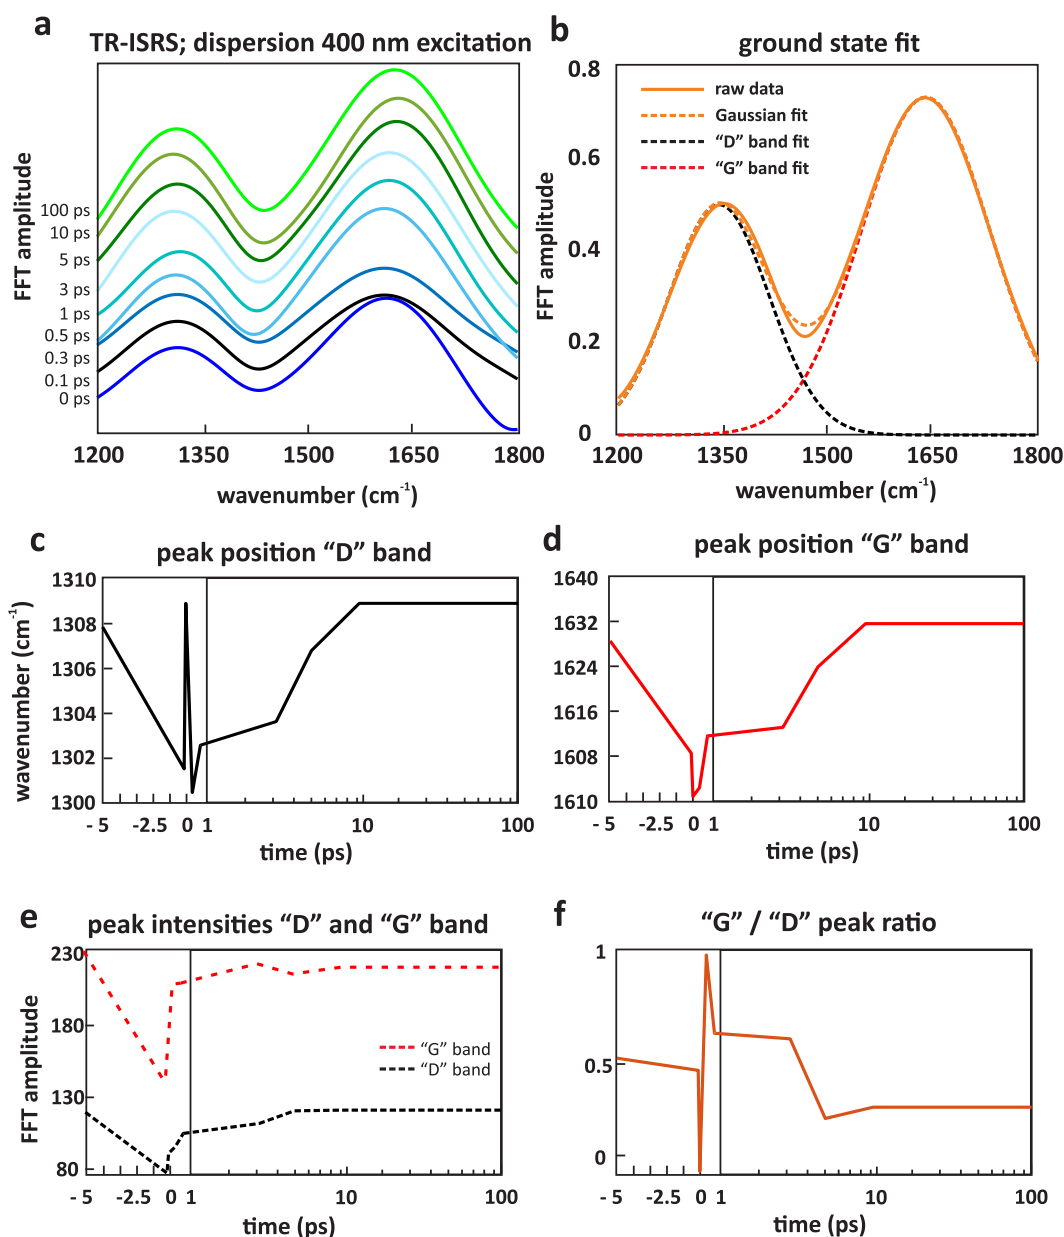 a
TR-ISRS; dispersion 400 nm excitation
FFT amplitude
100 ps
10 ps
5 ps
3 ps
1 ps
0.5 ps
0.3 ps
0.1 ps
0 ps
1200 1350 1500 1650 1800
wavenumber (cm-1)
b
ground state fit
FFT amplitude
0.8
0.6
0.4
0.2
0
raw data
Gaussian fit
“D” band fit
“G” band fit
1200 1350 1500 1650 1800
wavenumber (cm-1)
c
peak position “D” band
wavenumber (cm-1)
1310
1308
1306
1304
1302
1300
- 5 -2.5 0 1 10 100
time (ps)
d
peak position “G” band
1640
1632
1624
1616
1608
1610
- 5 -2.5 0 1 10 100
time (ps)
e
peak intensities “D” and “G” band
FFT amplitude
230
180
130
80
“G” band
“D” band
- 5 -2.5 0 1 10 100
time (ps)
f
“G” / “D” peak ratio
1
0.5
0
- 5 -2.5 0 1 10 100
time (ps)